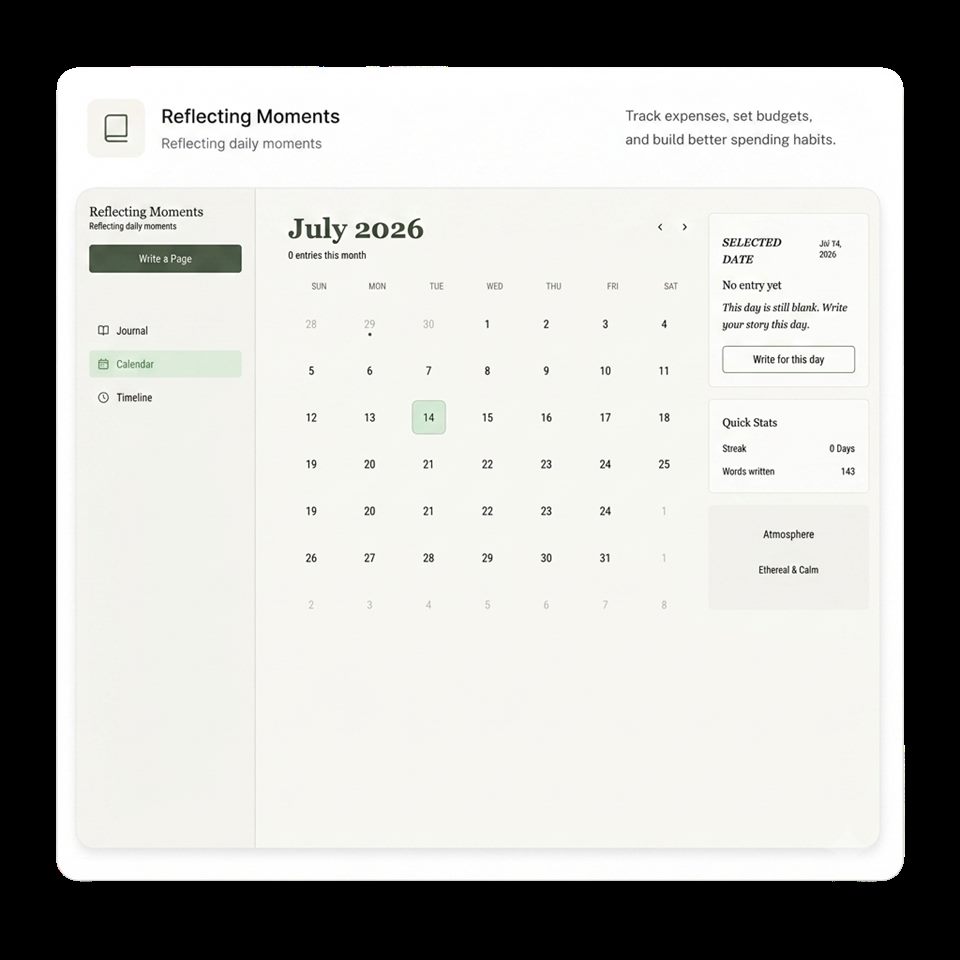 Reflecting Moments
Reflecting daily moments
Track expenses, set budgets,
and build better spending habits.
Reflecting Moments
Reflecting daily moments
Write a Page
Journal
Calendar
Timeline
July 2026
0 entries this month
SUN MON TUE WED THU FRI SAT
28 29 30 1 2 3 4
5 6 7 8 9 10 11
12 13 14 15 16 17 18
19 20 21 22 23 24 25
19 20 21 22 23 24 1
26 27 28 29 30 31 1
2 3 4 5 6 7 8
SELECTED
DATE
2026
No entry yet
This day is still blank. Write
your story this day.
Write for this day
Quick Stats
Streak 0 Days
Words written 143
Atmosphere
Ethereal & Calm